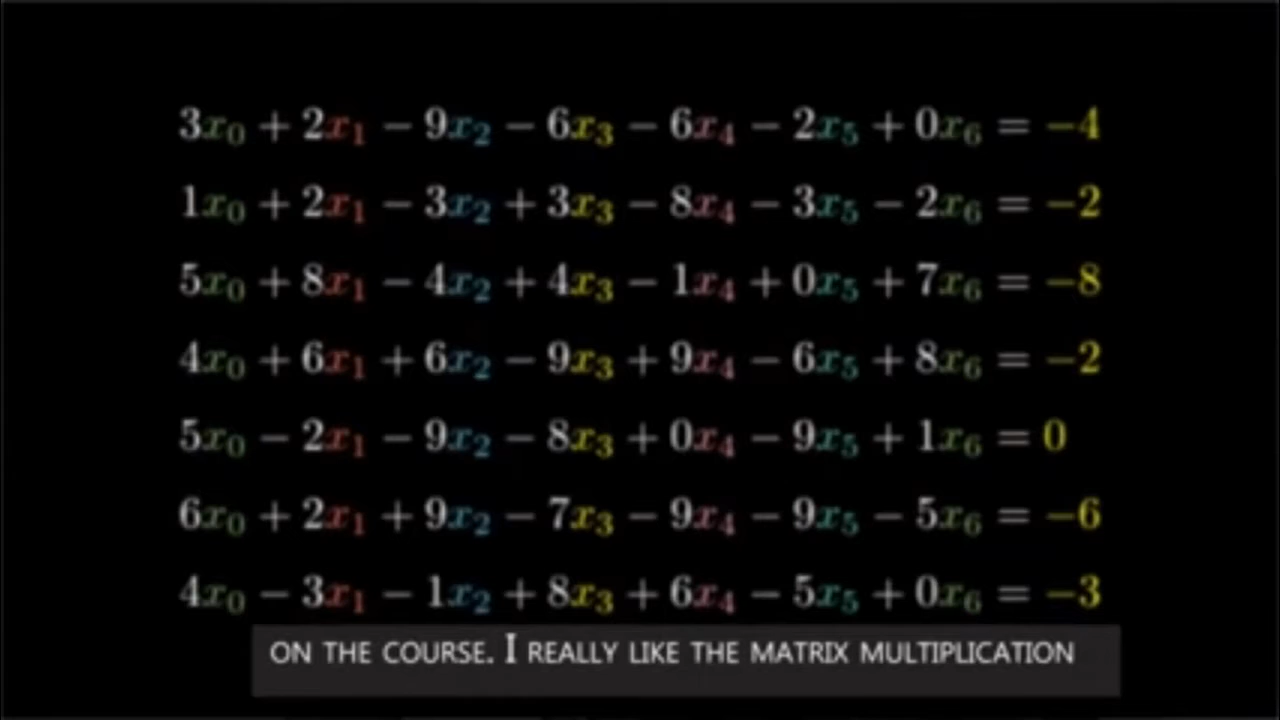 3x₀ + 2x₁ − 9x₂ − 6x₃ − 6x₄ − 2x₅ + 0x₆ = −4
1x₀ + 2x₁ − 3x₂ + 3x₃ − 8x₄ − 3x₅ − 2x₆ = −2
5x₀ + 8x₁ − 4x₂ + 4x₃ − 1x₄ + 0x₅ + 7x₆ = −8
4x₀ + 6x₁ + 6x₂ − 9x₃ + 9x₄ − 6x₅ + 8x₆ = −2
5x₀ − 2x₁ − 9x₂ − 8x₃ + 0x₄ − 9x₅ + 1x₆ = 0
6x₀ + 2x₁ + 9x₂ − 7x₃ − 9x₄ − 9x₅ − 5x₆ = −6
4x₀ − 3x₁ − 1x₂ + 8x₃ + 6x₄ − 5x₅ + 0x₆ = −3
ON THE COURSE. I REALLY LIKE THE MATRIX MULTIPLICATION